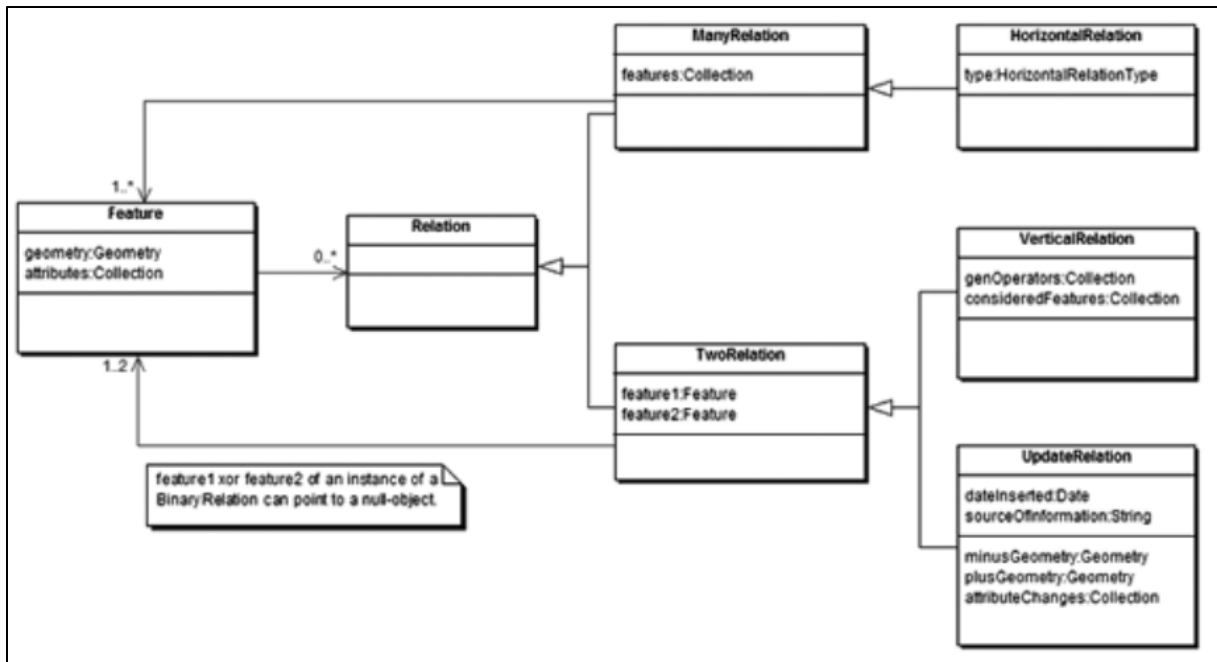 ManyRelation
features:Collection
HorizontalRelation
type:HorizontalRelationType
1..*
Feature
geometry:Geometry
attributes:Collection
0..*
Relation
VerticalRelation
genOperators:Collection
consideredFeatures:Collection
1..2
TwoRelation
feature1:Feature
feature2:Feature
feature1 xor feature2 of an instance of a
BinaryRelation can point to a null-object.
UpdateRelation
dateInserted:Date
sourceOfInformation:String
minusGeometry:Geometry
plusGeometry:Geometry
attributeChanges:Collection